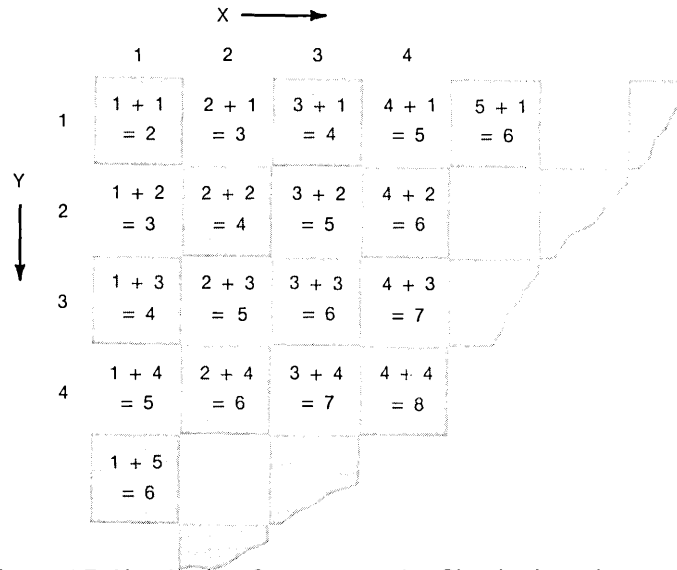 X
1 2 3 4
1 1 + 1 2 + 1 3 + 1 4 + 1 5 + 1
= 2 = 3 = 4 = 5 = 6
Y
2 1 + 2 2 + 2 3 + 2 4 + 2
= 3 = 4 = 5 = 6
3 1 + 3 2 + 3 3 + 3 4 + 3
= 4 = 5 = 6 = 7
4 1 + 4 2 + 4 3 + 4 4 + 4
= 5 = 6 = 7 = 8
1 + 5
= 6